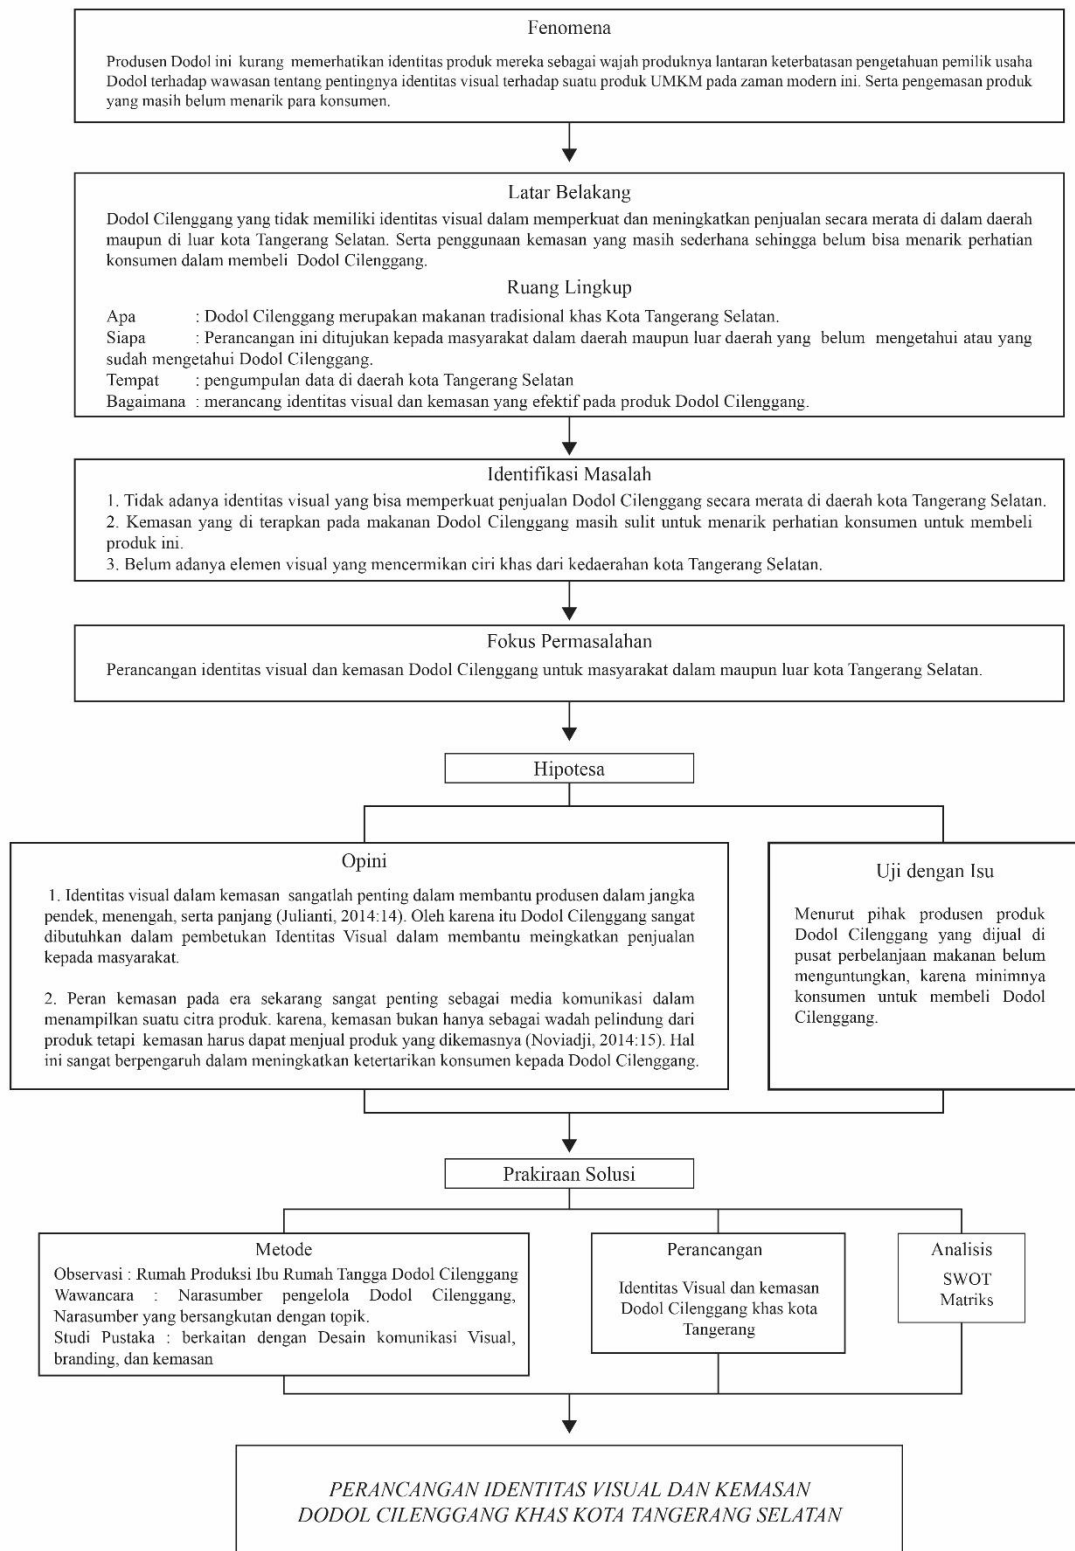 Fenomena
Produsen Dodol ini kurang memerhatikan identitas produk mereka sebagai wajah produknya lantaran keterbatasan pengetahuan pemilik usaha
Dodol terhadap wawasan tentang pentingnya identitas visual terhadap suatu produk UMKM pada zaman modern ini. Serta pengemasan produk
yang masih belum menarik para konsumen.
Latar Belakang
Dodol Cilenggang yang tidak memiliki identitas visual dalam memperkuat dan meningkatkan penjualan secara merata di dalam daerah
maupun di luar kota Tangerang Selatan. Serta penggunaan kemasan yang masih sederhana sehingga belum bisa menarik perhatian
konsumen dalam membeli Dodol Cilenggang.
Ruang Lingkup
Apa : Dodol Cilenggang merupakan makanan tradisional khas Kota Tangerang Selatan.
Siapa : Perancangan ini ditujukan kepada masyarakat dalam daerah maupun luar daerah yang belum mengetahui atau yang
sudah mengetahui Dodol Cilenggang.
Tempat : pengumpulan data di daerah kota Tangerang Selatan
Bagaimana : merancang identitas visual dan kemasan yang efektif pada produk Dodol Cilenggang.
Identifikasi Masalah
1. Tidak adanya identitas visual yang bisa memperkuat penjualan Dodol Cilenggang secara merata di daerah kota Tangerang Selatan.
2. Kemasan yang di terapkan pada makanan Dodol Cilenggang masih sulit untuk menarik perhatian konsumen untuk membeli
produk ini.
3. Belum adanya elemen visual yang mencermikan ciri khas dari kedaerahan kota Tangerang Selatan.
Fokus Permasalahan
Perancangan identitas visual dan kemasan Dodol Cilenggang untuk masyarakat dalam maupun luar kota Tangerang Selatan.
Hipotesa
Opini
1. Identitas visual dalam kemasan sangatlah penting dalam membantu produsen dalam jangka
pendek, menengah, serta panjang (Julianti, 2014:14). Oleh karena itu Dodol Cilenggang sangat
dibutuhkan dalam pembetukan Identitas Visual dalam membantu meingkatkan penjualan
kepada masyarakat.
2. Peran kemasan pada era sekarang sangat penting sebagai media komunikasi dalam
menampilkan suatu citra produk. karena, kemasan bukan hanya sebagai wadah pelindung dari
produk tetapi kemasan harus dapat menjual produk yang dikemasnya (Noviadji, 2014:15). Hal
ini sangat berpengaruh dalam meningkatkan ketertarikan konsumen kepada Dodol Cilenggang.
Uji dengan Isu
Menurut pihak produsen produk
Dodol Cilenggang yang dijual di
pusat perbelanjaan makanan belum
menguntungkan, karena minimnya
konsumen untuk membeli Dodol
Cilenggang.
Prakiraan Solusi
Metode
Observasi : Rumah Produksi Ibu Rumah Tangga Dodol Cilenggang
Wawancara : Narasumber pengelola Dodol Cilenggang,
Narasumber yang bersangkutan dengan topik.
Studi Pustaka : berkaitan dengan Desain komunikasi Visual,
branding, dan kemasan
Perancangan
Identitas Visual dan kemasan
Dodol Cilenggang khas kota
Tangerang
Analisis
SWOT
Matriks
PERANCANGAN IDENTITAS VISUAL DAN KEMASAN
DODOL CILENGGANG KHAS KOTA TANGERANG SELATAN